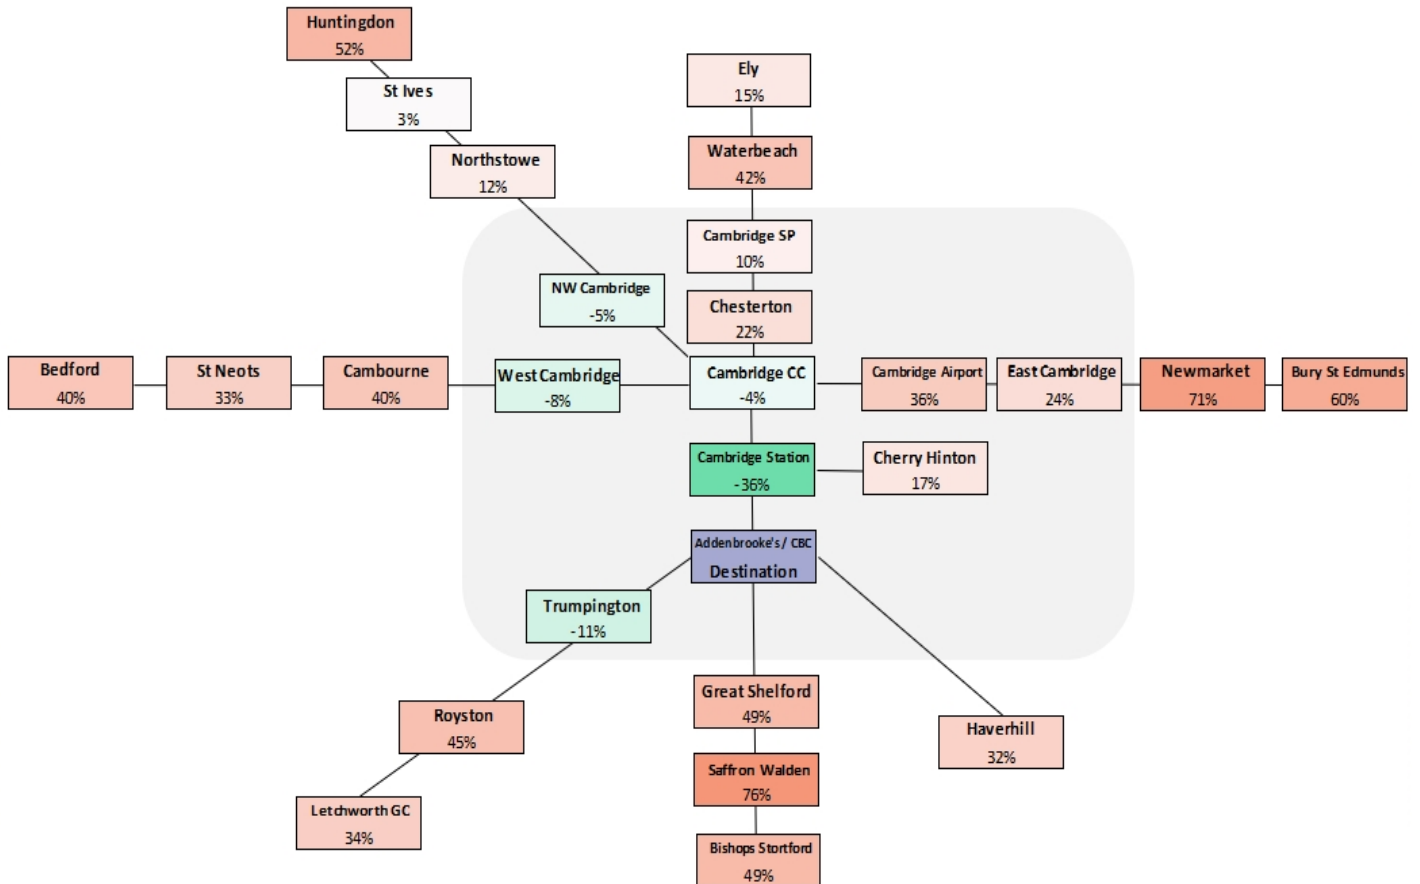 Huntingdon
52%
St Ives
3%
Northstowe
12%
Ely
15%
Waterbeach
42%
Cambridge SP
10%
NW Cambridge
-5%
Chesterton
22%
Bedford
40%
St Neots
33%
Cambourne
40%
West Cambridge
-8%
Cambridge CC
-4%
Cambridge Airport
36%
East Cambridge
24%
Newmarket
71%
Bury St Edmunds
60%
Cambridge Station
-36%
Cherry Hinton
17%
Addenbrooke's / CBC
Destination
Trumpington
-11%
Great Shelford
49%
Royston
45%
Haverhill
32%
Saffron Walden
76%
Letchworth GC
34%
Bishops Stortford
49%